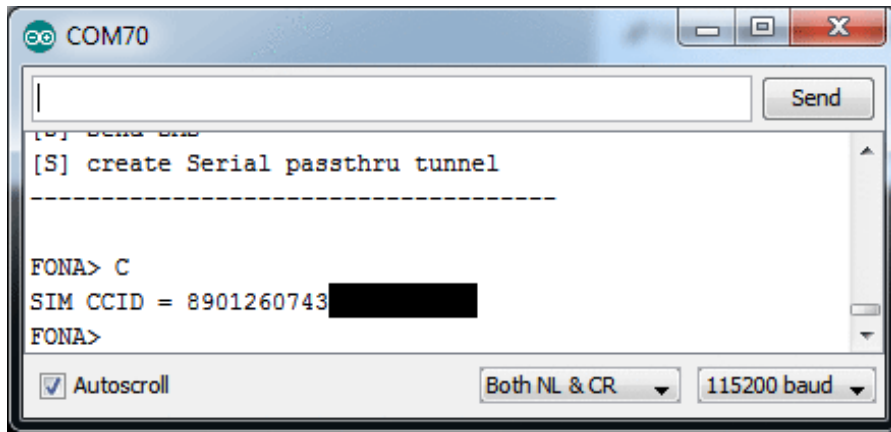 COM70
Send
[S] create Serial passthru tunnel
-------------------------------------
FONA> C
SIM CCID = 8901260743
FONA>
Autoscroll
Both NL & CR
115200 baud